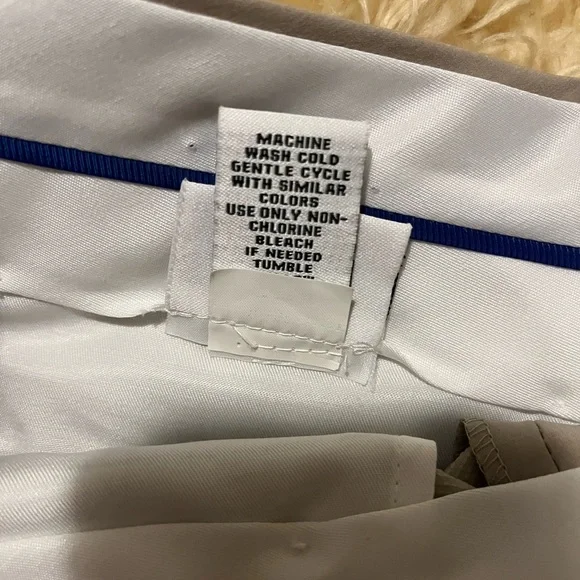 MACHINE
WASH COLD
GENTLE CYCLE
WITH SIMILAR
COLORS
USE ONLY NON-
CHLORINE
BLEACH
IF NEEDED
TUMBLE